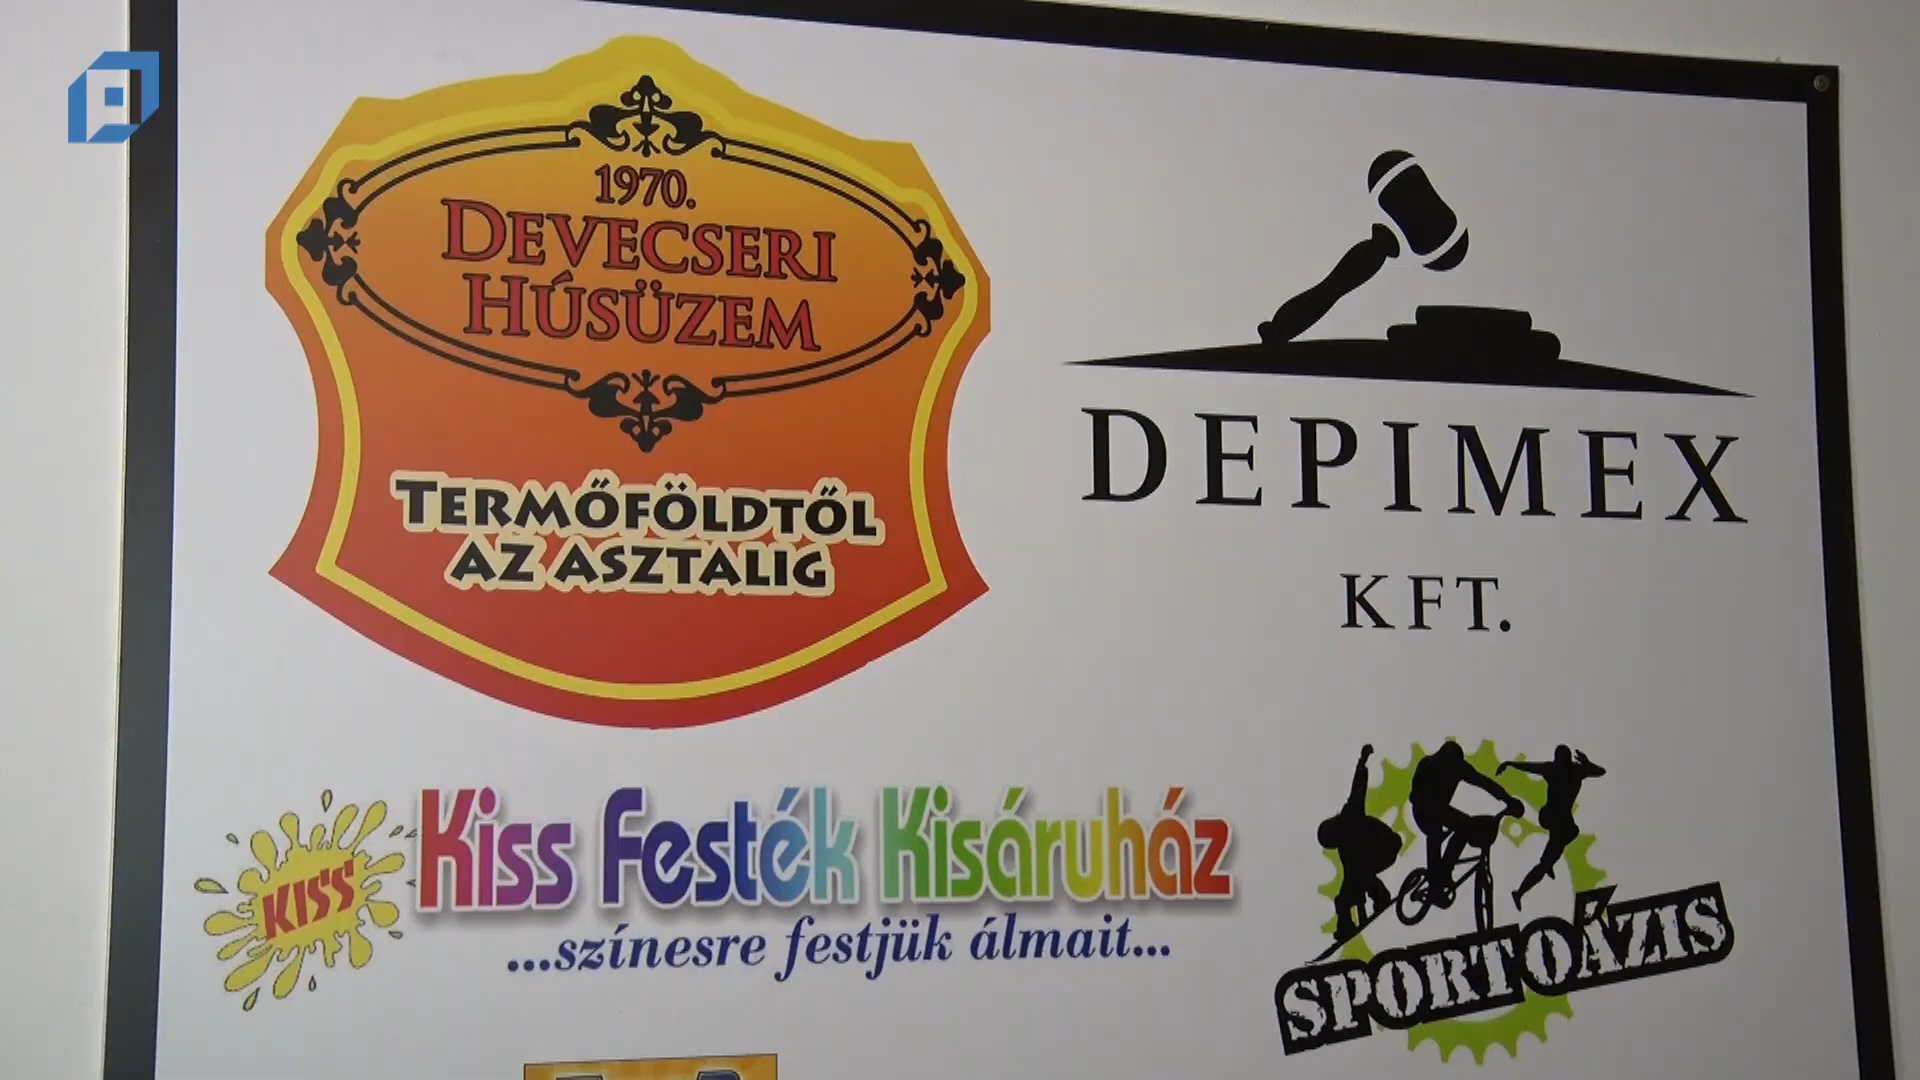 1970.
DEVECSERI
HÚSÜZEM
TERMŐFÖLDTŐL
AZ ASZTALIG
DEPIMEX
KFT.
KISS
Kiss Festék Kisáruház
...színesre festjük álmait...
SPORTOÁZIS